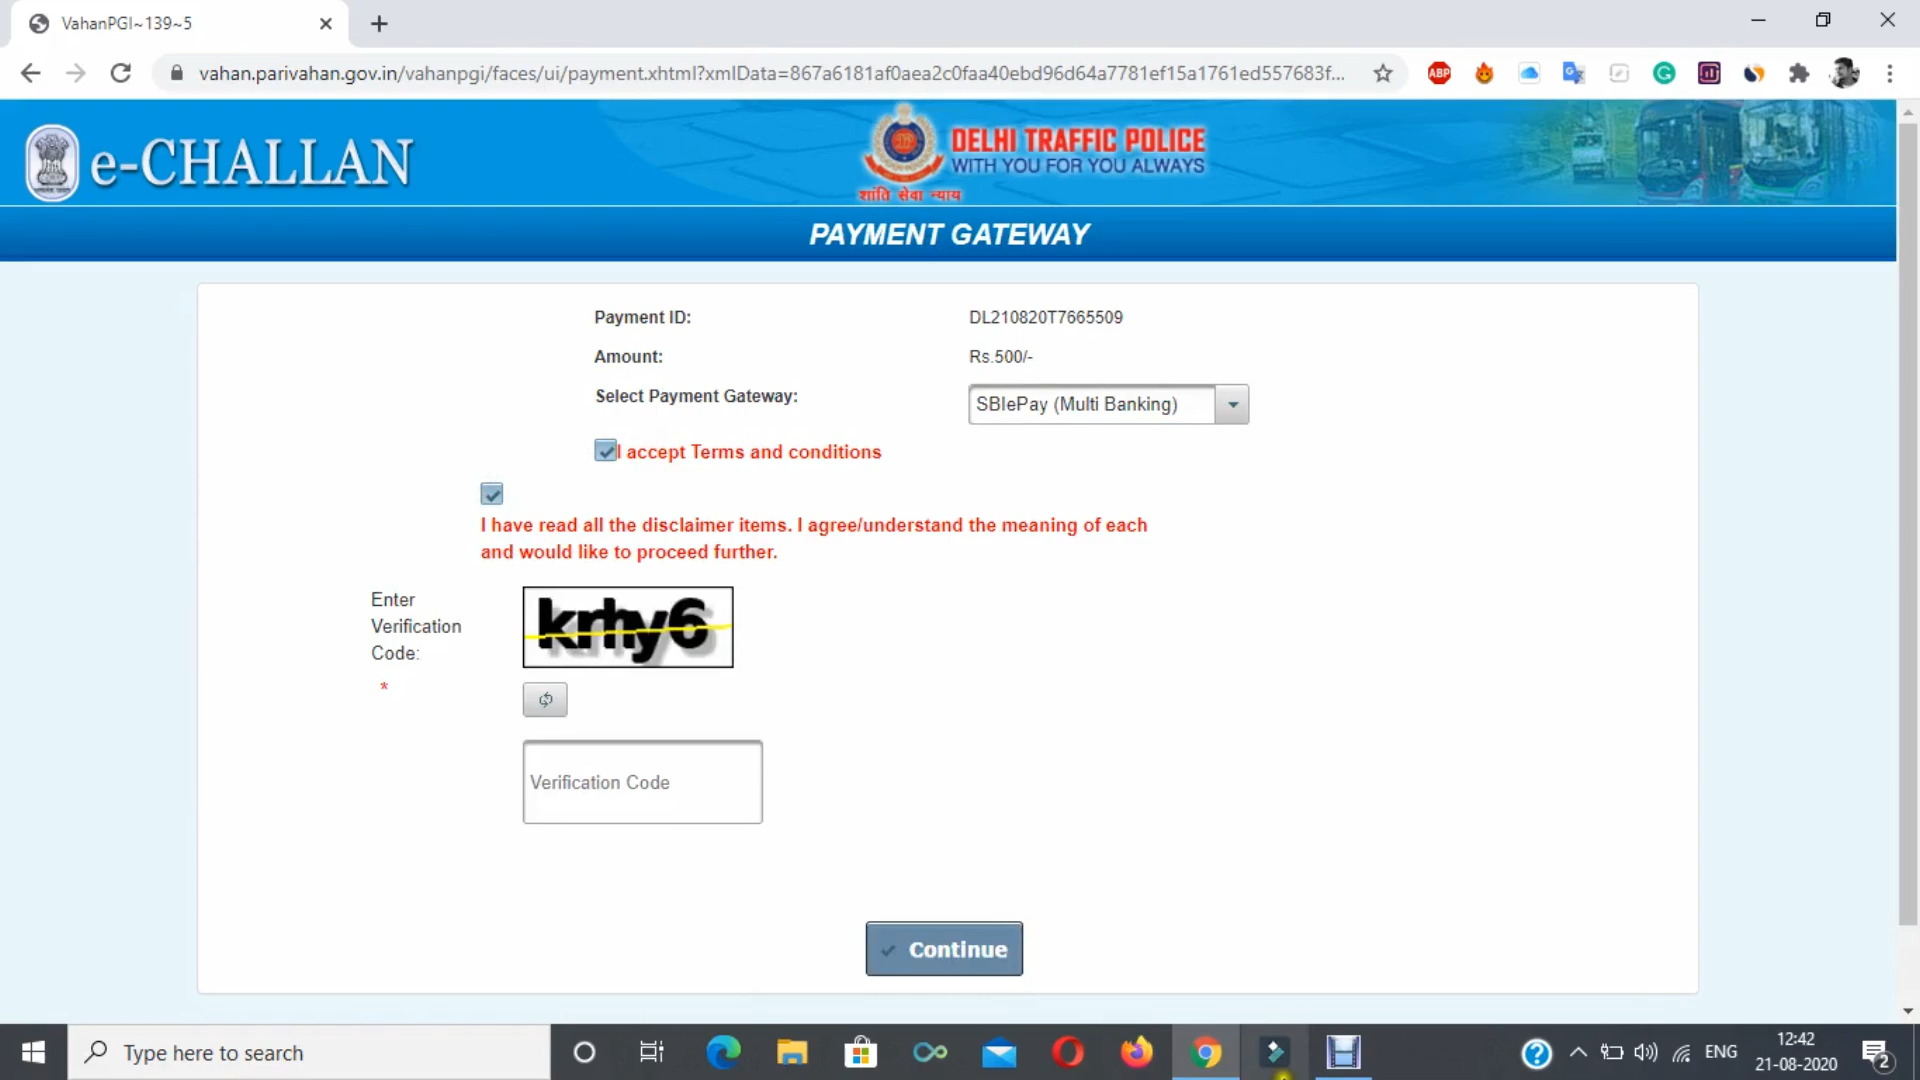 VahanPGI~139~5
vahan.parivahan.gov.in/vahanpgi/faces/ui/payment.xhtml?xmlData=867a6181af0aea2c0faa40ebd96d64a7781ef15a1761ed557683f...
ABP
e-CHALLAN
DELHI TRAFFIC POLICE
WITH YOU FOR YOU ALWAYS
शांति सेवा न्याय
PAYMENT GATEWAY
Payment ID: DL210820T7665509
Amount: Rs.500/-
Select Payment Gateway: SBIePay (Multi Banking)
I accept Terms and conditions
I have read all the disclaimer items. I agree/understand the meaning of each
and would like to proceed further.
Enter
Verification
Code:
*
krhy6
Verification Code
Continue
Type here to search
ENG
12:42
21-08-2020
2